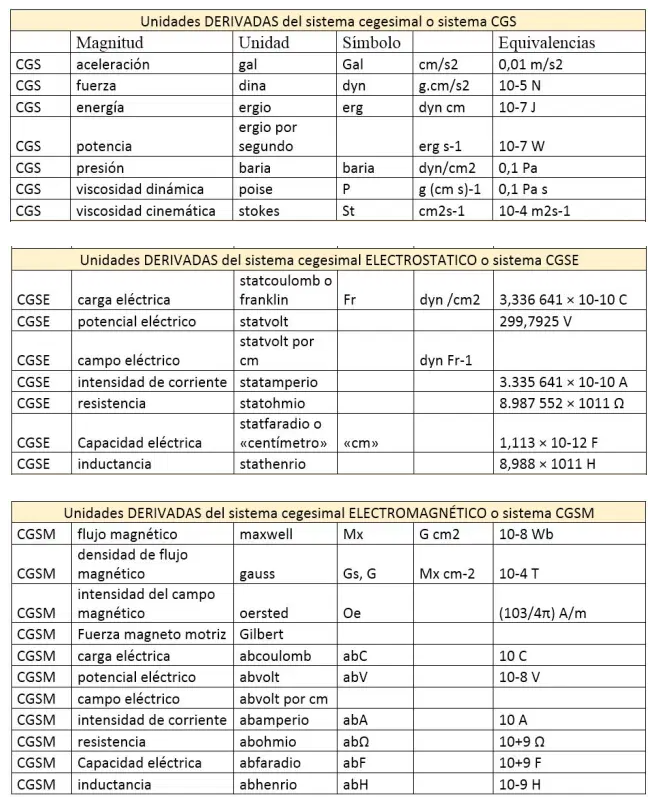 Unidades DERIVADAS del sistema cegesimal o sistema CGS
Magnitud Unidad Símbolo Equivalencias
CGS aceleración gal Gal cm/s2 0,01 m/s2
CGS fuerza dina dyn g.cm/s2 10-5 N
CGS energía ergio erg dyn cm 10-7 J
CGS potencia ergio por segundo erg s-1 10-7 W
CGS presión baria baria dyn/cm2 0,1 Pa
CGS viscosidad dinámica poise P g (cm s)-1 0,1 Pa s
CGS viscosidad cinemática stokes St cm2s-1 10-4 m2s-1
Unidades DERIVADAS del sistema cegesimal ELECTROSTATICO o sistema CGSE
CGSE carga eléctrica statcoulomb o franklin Fr dyn /cm2 3,336 641 × 10-10 C
CGSE potencial eléctrico statvolt 299,7925 V
CGSE campo eléctrico statvolt por cm dyn Fr-1
CGSE intensidad de corriente statamperio 3.335 641 × 10-10 A
CGSE resistencia statohmio 8.987 552 × 1011 Ω
CGSE Capacidad eléctrica statfaradio o «centímetro» «cm» 1,113 × 10-12 F
CGSE inductancia stathenrio 8,988 × 1011 H
Unidades DERIVADAS del sistema cegesimal ELECTROMAGNÉTICO o sistema CGSM
CGSM flujo magnético maxwell Mx G cm2 10-8 Wb
CGSM densidad de flujo magnético gauss Gs, G Mx cm-2 10-4 T
CGSM intensidad del campo magnético oersted Oe (103/4π) A/m
CGSM Fuerza magneto motriz Gilbert
CGSM carga eléctrica abcoulomb abC 10 C
CGSM potencial eléctrico abvolt abV 10-8 V
CGSM campo eléctrico abvolt por cm
CGSM intensidad de corriente abamperio abA 10 A
CGSM resistencia abohmio abΩ 10+9 Ω
CGSM Capacidad eléctrica abfaradio abF 10+9 F
CGSM inductancia abhenrio abH 10-9 H